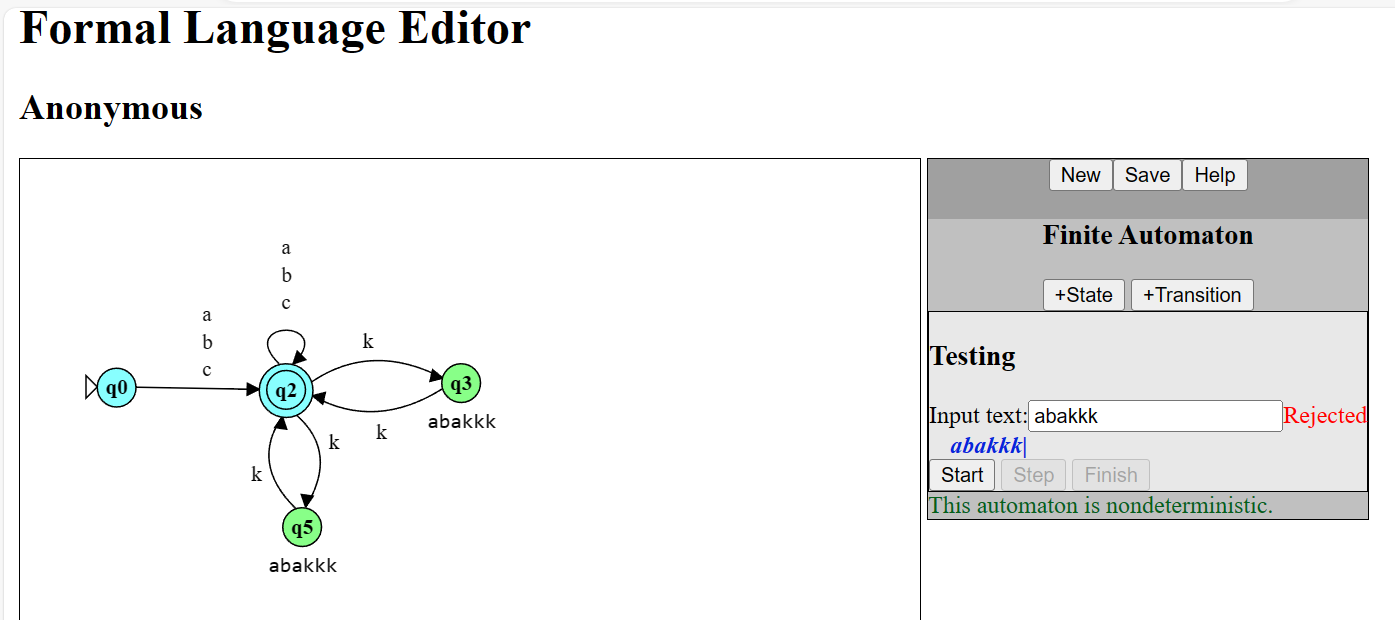 Formal Language Editor
Anonymous
New Save Help
Finite Automaton
+State +Transition
Testing
Input text: abakkk Rejected
abakkk|
Start Step Finish
This automaton is nondeterministic.
a
b
c
a
b
c
k
q0
q2
q3
abakkk
k
k
k
q5
abakkk